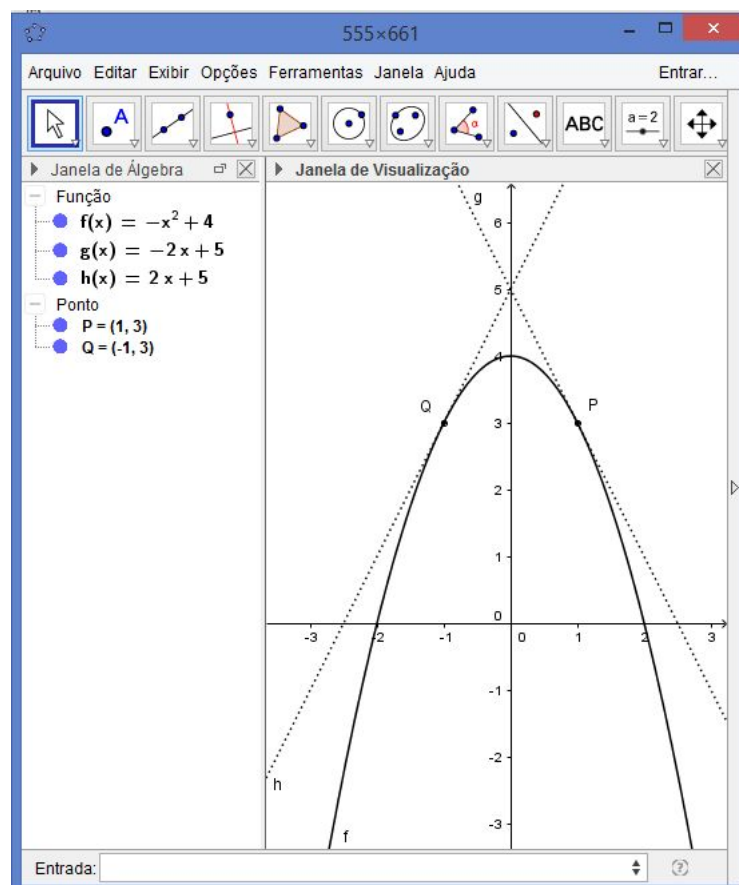 555×661
Arquivo Editar Exibir Opções Ferramentas Janela Ajuda Entrar...
A α ABC a = 2
Janela de Álgebra
Função
f(x) = −x² + 4
g(x) = −2 x + 5
h(x) = 2 x + 5
Ponto
P = (1, 3)
Q = (-1, 3)
Janela de Visualização
g
6
5
4
Q P
3
2
1
0
-3 -2 -1 0 1 2 3
-1
-2
h
-3
f
Entrada: